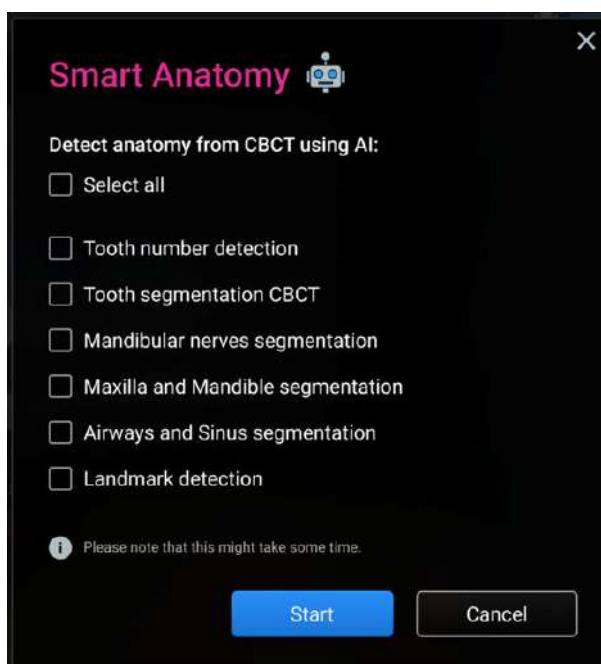 Smart Anatomy
Detect anatomy from CBCT using AI:
Select all
Tooth number detection
Tooth segmentation CBCT
Mandibular nerves segmentation
Maxilla and Mandible segmentation
Airways and Sinus segmentation
Landmark detection
Please note that this might take some time.
Start Cancel